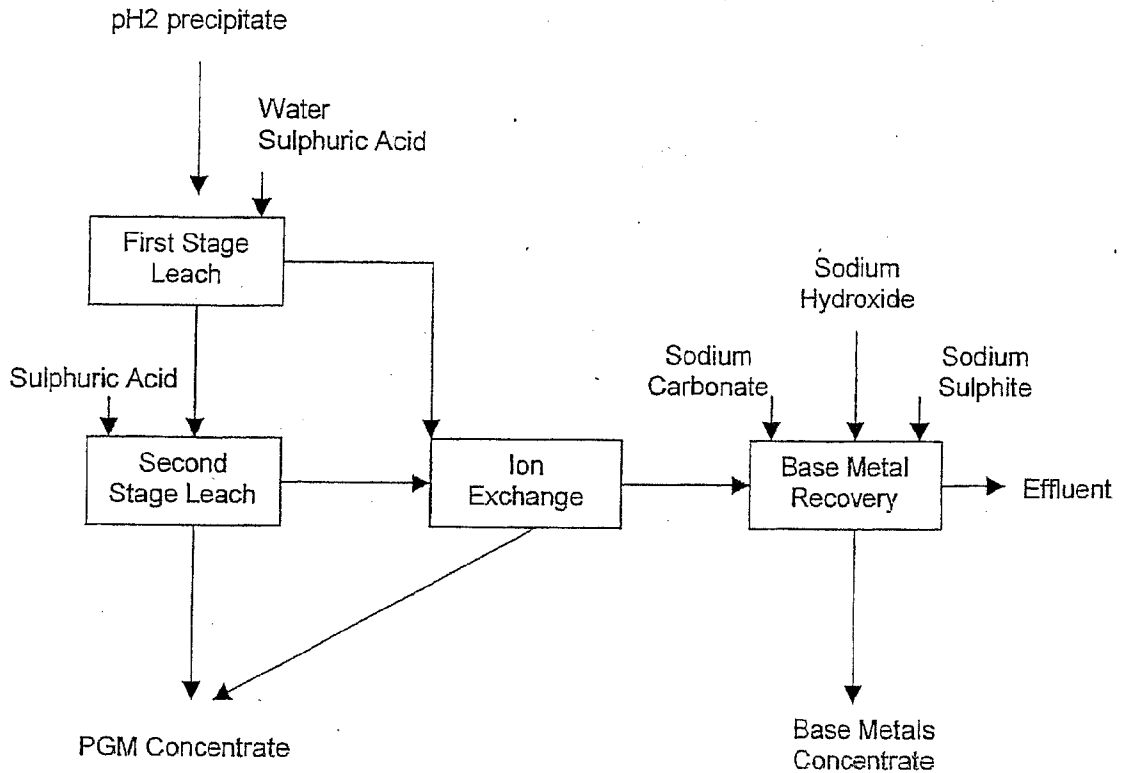 pH2 precipitate
Water
Sulphuric Acid
First Stage
Leach
Sodium
Hydroxide
Sulphuric Acid
Sodium
Carbonate
Sodium
Sulphite
Second
Stage Leach
Ion
Exchange
Base Metal
Recovery
Effluent
PGM Concentrate
Base Metals
Concentrate